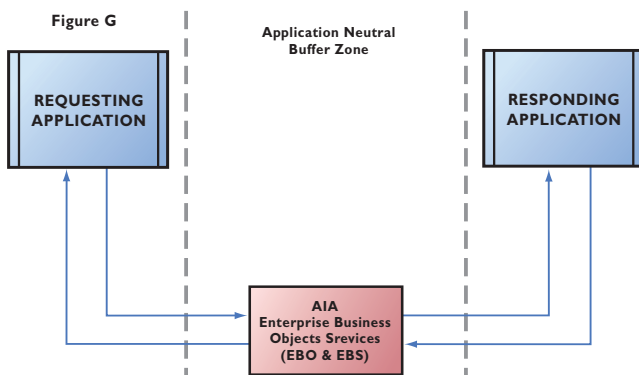 Figure G
Application Neutral
Buffer Zone
REQUESTING
APPLICATION
RESPONDING
APPLICATION
AIA
Enterprise Business
Objects Srevices
(EBO & EBS)